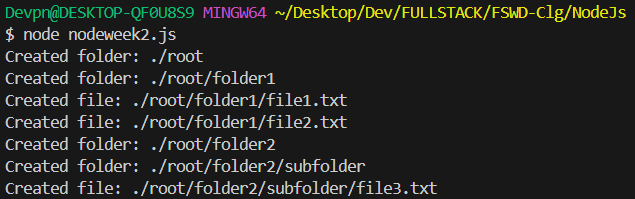 Devpn@DESKTOP-QF0U8S9 MINGW64 ~/Desktop/Dev/FULLSTACK/FSWD-Clg/NodeJs
$ node nodeweek2.js
Created folder: ./root
Created folder: ./root/folder1
Created file: ./root/folder1/file1.txt
Created file: ./root/folder1/file2.txt
Created folder: ./root/folder2
Created folder: ./root/folder2/subfolder
Created file: ./root/folder2/subfolder/file3.txt